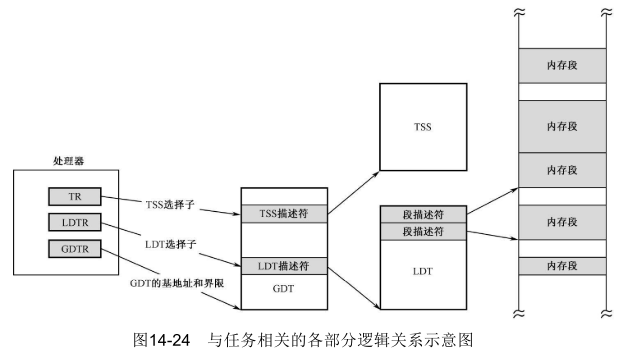 处理器
TR
LDTR
GDTR
TSS选择子
LDT选择子
GDT的基地址和界限
TSS描述符
LDT描述符
GDT
TSS
段描述符
段描述符
LDT
内存段
内存段
内存段
内存段
内存段
图14-24 与任务相关的各部分逻辑关系示意图